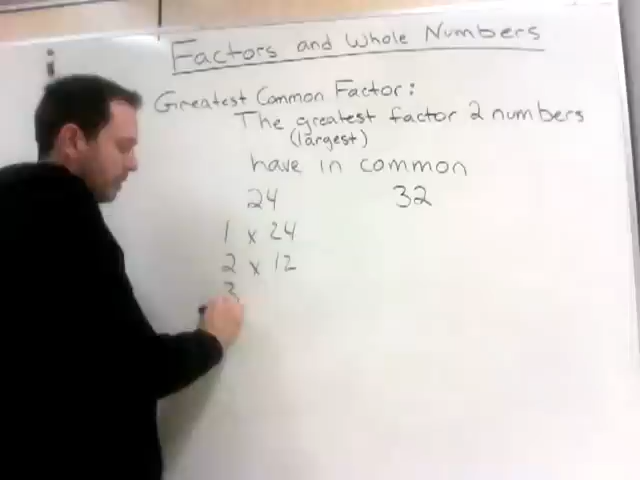 Factors and Whole Numbers
Greatest Common Factor:
The greatest factor 2 numbers
(largest)
have in common
24 32
1 x 24
2 x 12
3